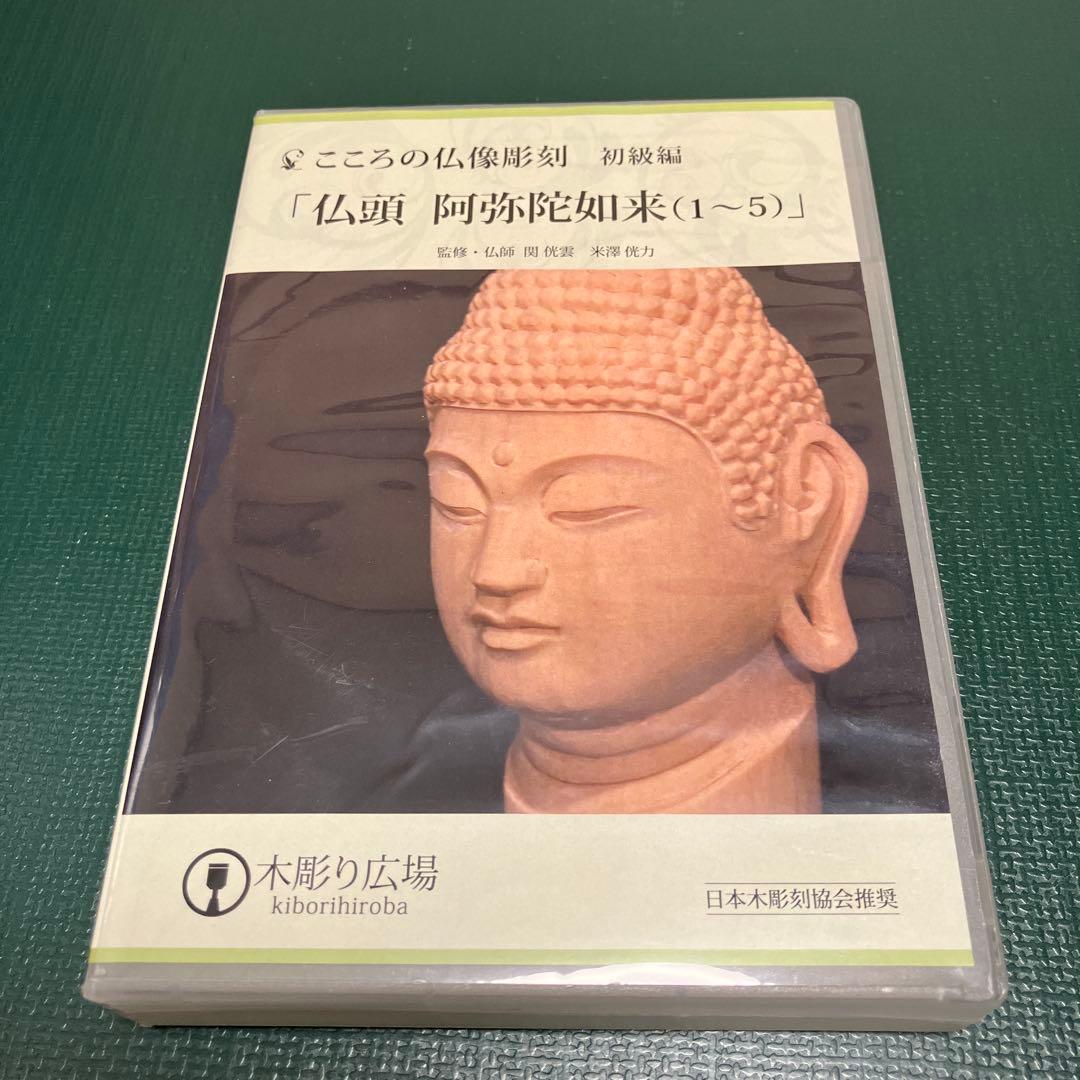 こころの仏像彫刻 初級編
「仏頭 阿弥陀如来(1〜5)」
監修・仏師 関 侊雲 米澤 侊力
木彫り広場
kiborihiroba
日本木彫刻協会推奨